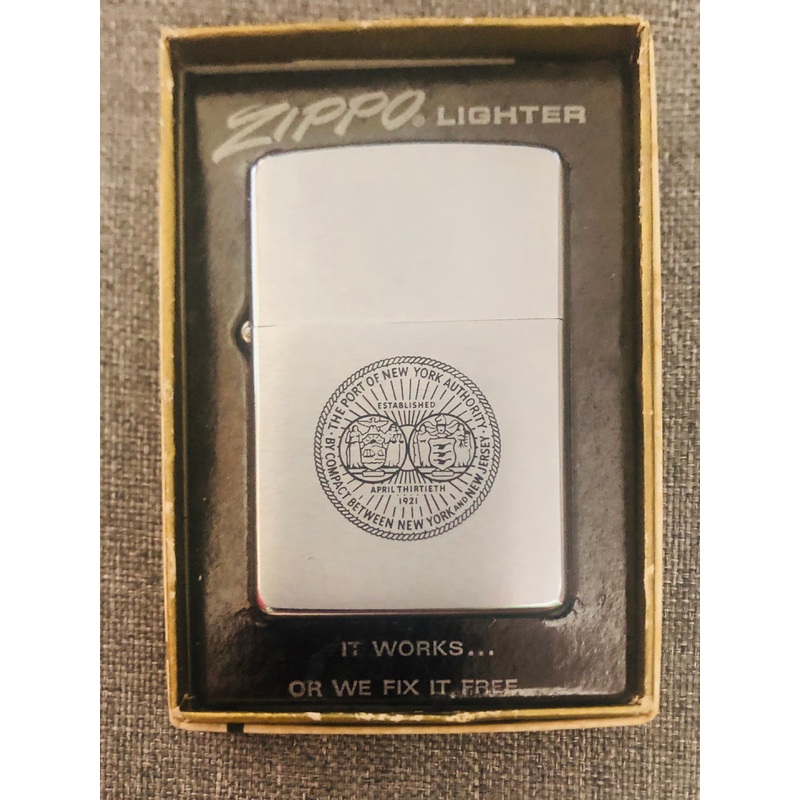 ZIPPO® LIGHTER
· THE PORT OF NEW YORK AUTHORITY ·
ESTABLISHED
APRIL THIRTIETH
1921
BY COMPACT BETWEEN NEW YORK AND NEW JERSEY
IT WORKS...
OR WE FIX IT FREE